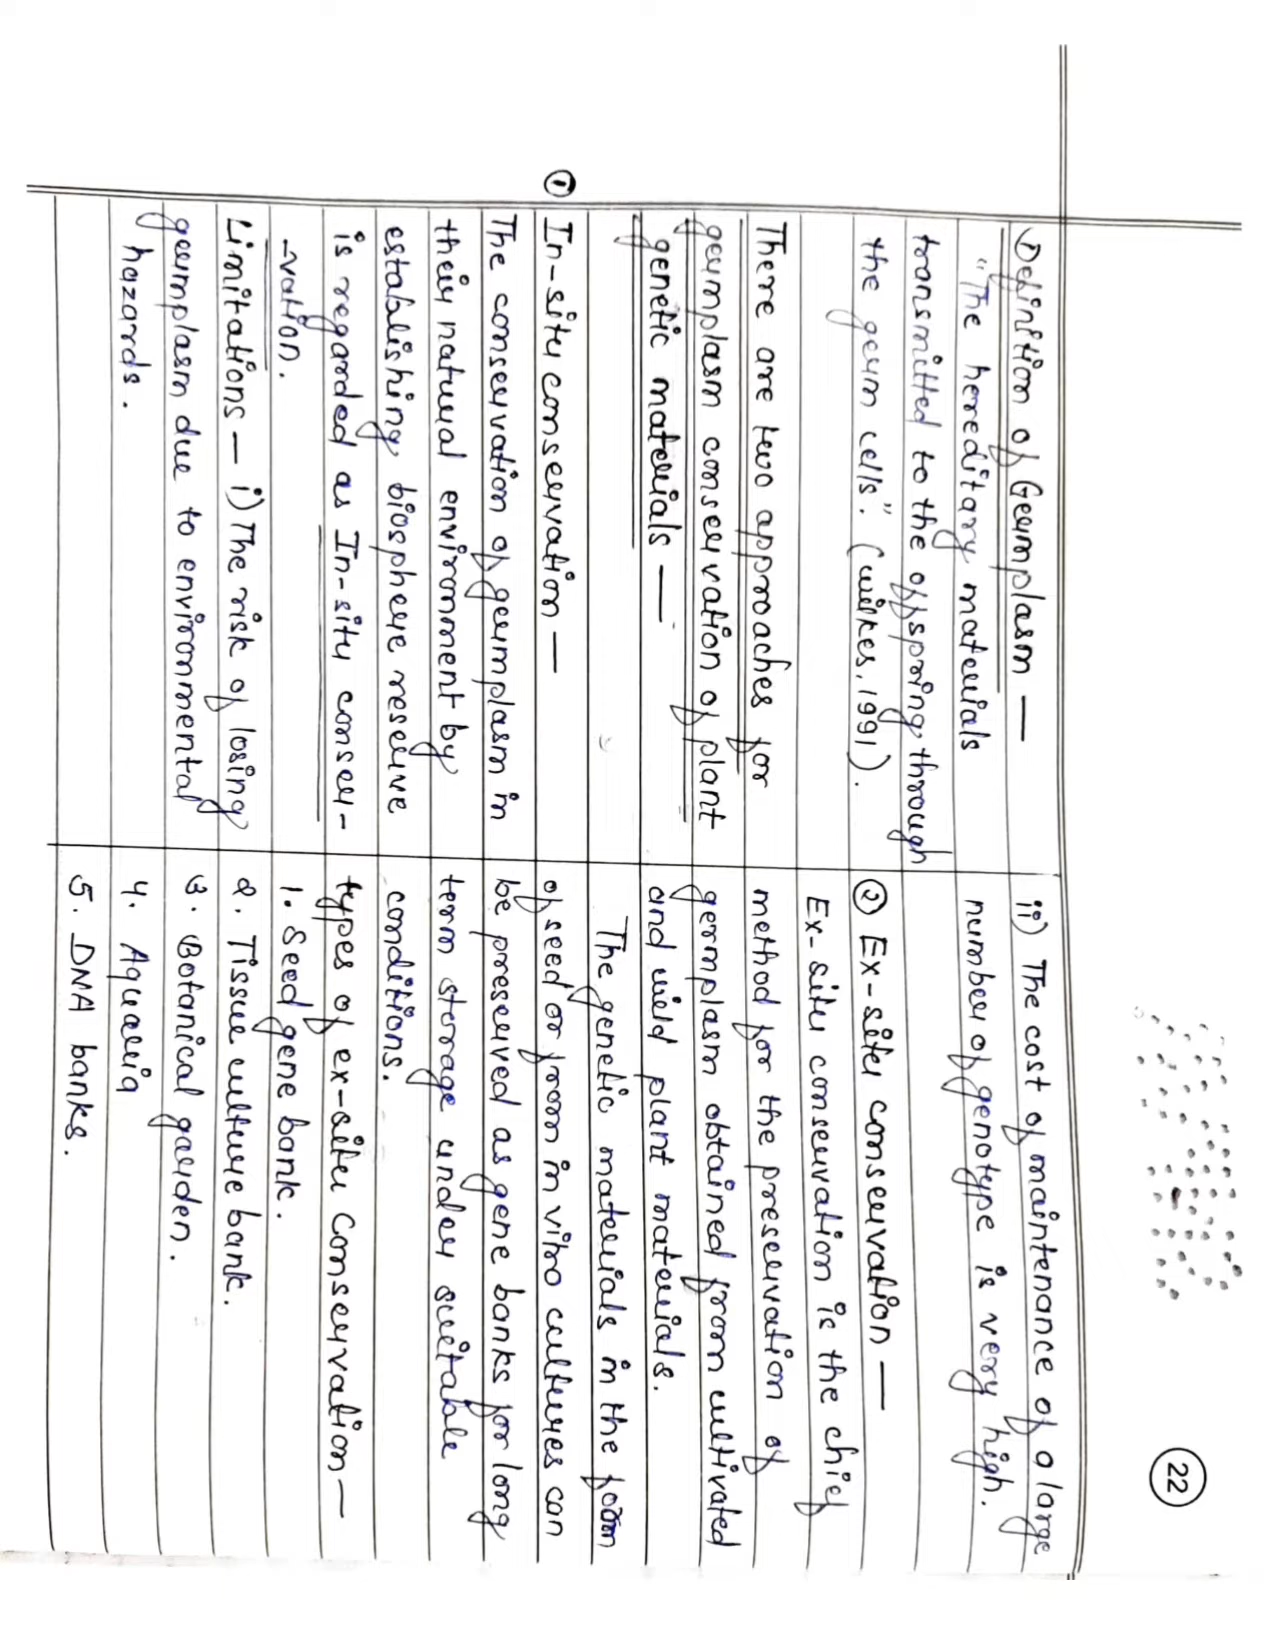 22
Definition of Germplasm —
"The hereditary materials
transmitted to the offspring through
the germ cells". (Wilkes, 1991).
There are two approaches for
germplasm conservation of plant
genetic materials —
① In-situ conservation —
The conservation of germplasm in
their natural environment by
establishing biosphere reserve
is regarded as In-situ conser-
-vation.
Limitations — i) The risk of losing
germplasm due to environmental
hazards.
ii) The cost of maintenance of a large
number of genotype is very high.
② Ex-situ conservation —
Ex-situ conservation is the chief
method for the preservation of
germplasm obtained from cultivated
and wild plant materials.
The genetic materials in the form
of seed or from in vitro cultures can
be preserved as gene banks for long
term storage under suitable
conditions.
types of ex-situ Conservation —
1. Seed gene bank.
2. Tissue culture bank.
3. Botanical garden.
4. Aquaria
5. DNA banks.